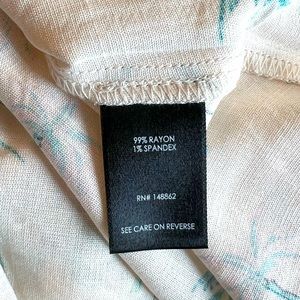 99% RAYON
1% SPANDEX
RN# 148862
SEE CARE ON REVERSE